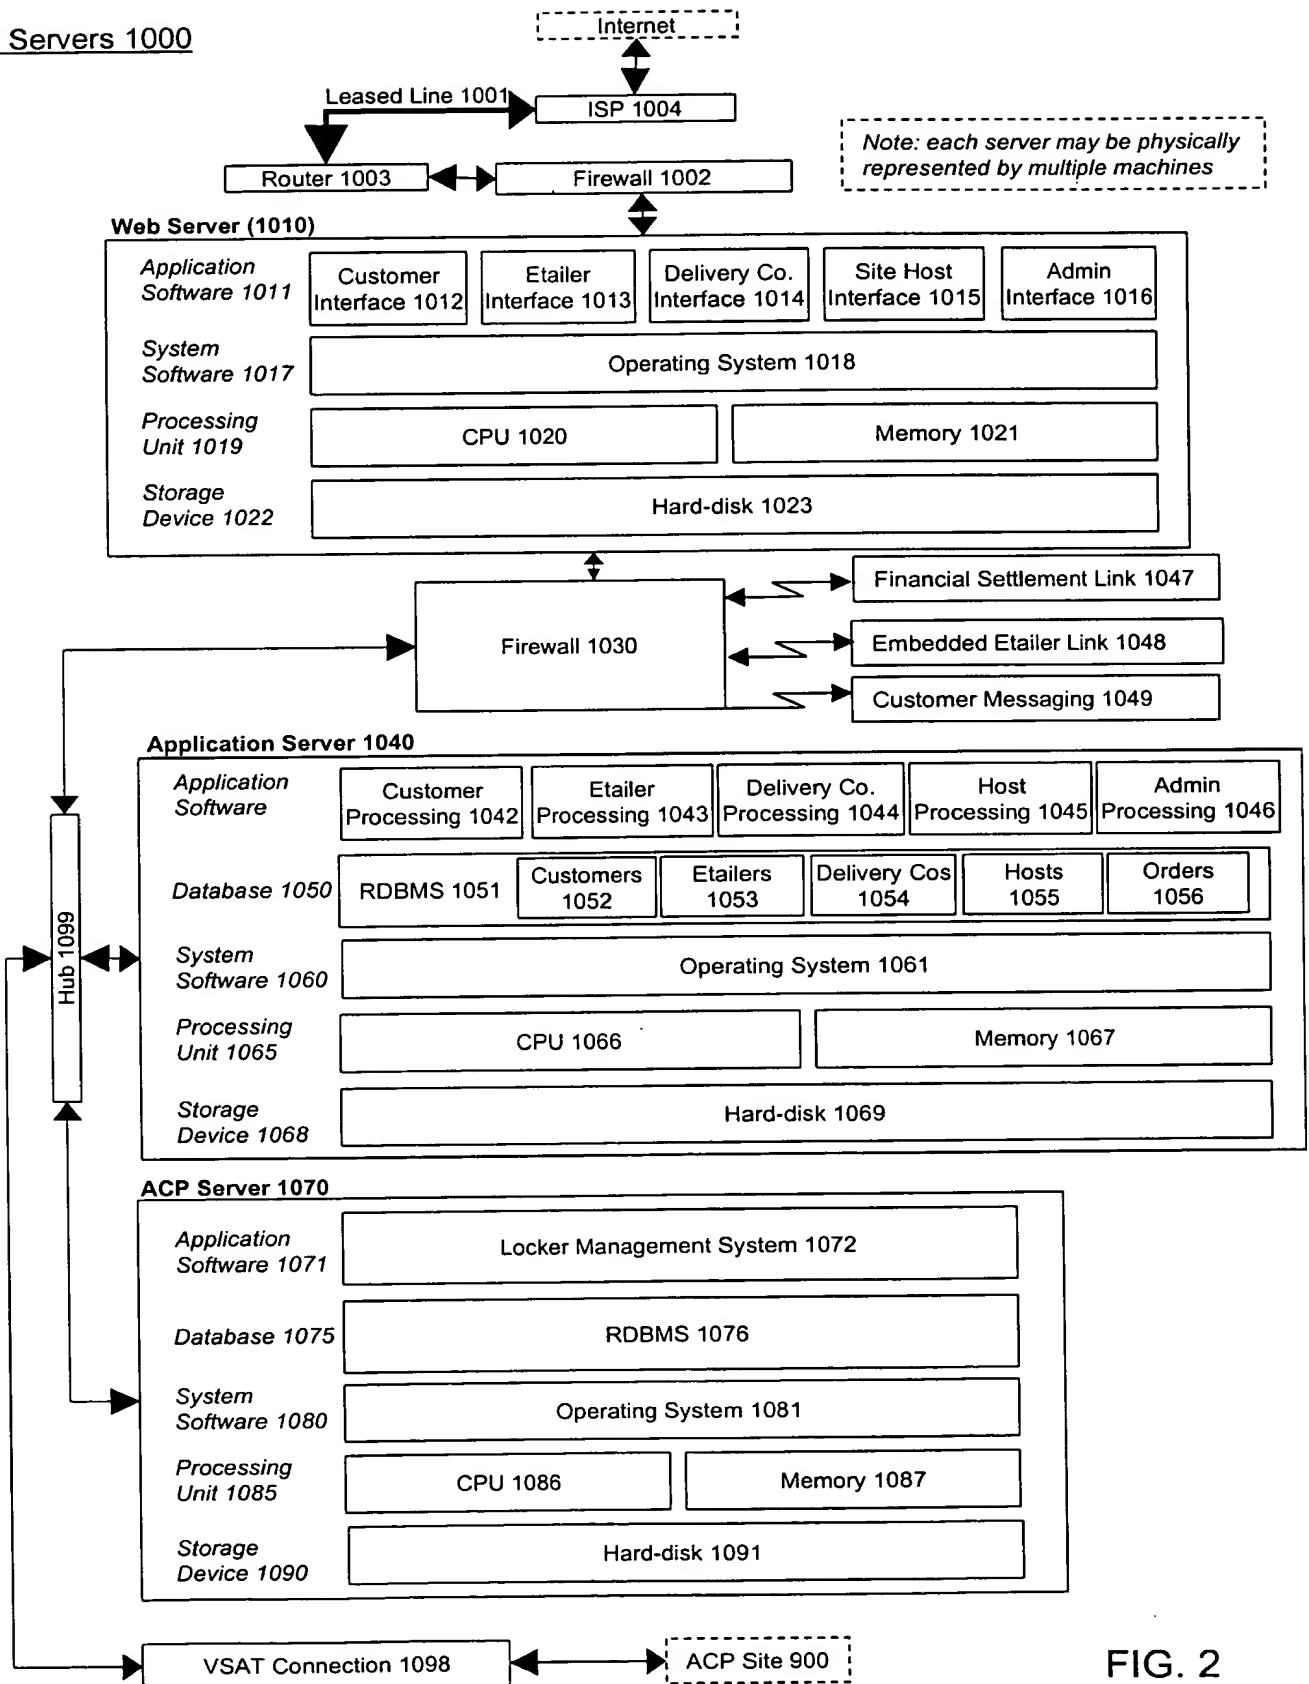 Servers 1000
Internet
Leased Line 1001
ISP 1004
Note: each server may be physically
represented by multiple machines
Router 1003
Firewall 1002
Web Server (1010)
Application
Software 1011
Customer
Interface 1012
Etailer
Interface 1013
Delivery Co.
Interface 1014
Site Host
Interface 1015
Admin
Interface 1016
System
Software 1017
Operating System 1018
Processing
Unit 1019
CPU 1020
Memory 1021
Storage
Device 1022
Hard-disk 1023
Firewall 1030
Financial Settlement Link 1047
Embedded Etailer Link 1048
Customer Messaging 1049
Application Server 1040
Application
Software
Customer
Processing 1042
Etailer
Processing 1043
Delivery Co.
Processing 1044
Host
Processing 1045
Admin
Processing 1046
Database 1050
RDBMS 1051
Customers
1052
Etailers
1053
Delivery Cos
1054
Hosts
1055
Orders
1056
Hub 1099
System
Software 1060
Operating System 1061
Processing
Unit 1065
CPU 1066
Memory 1067
Storage
Device 1068
Hard-disk 1069
ACP Server 1070
Application
Software 1071
Locker Management System 1072
Database 1075
RDBMS 1076
System
Software 1080
Operating System 1081
Processing
Unit 1085
CPU 1086
Memory 1087
Storage
Device 1090
Hard-disk 1091
VSAT Connection 1098
ACP Site 900
FIG. 2